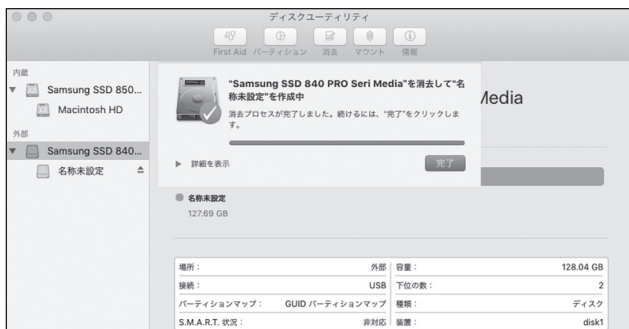 ディスクユーティリティ
First Aid パーティション 消去 マウント 情報
内蔵
Samsung SSD 850...
Macintosh HD
外部
Samsung SSD 840...
名称未設定
"Samsung SSD 840 PRO Seri Media"を消去して"名
称未設定"を作成中
消去プロセスが完了しました。続けるには、"完了"をクリックしま
す。
詳細を表示
完了
Media
名称未設定
127.69 GB
場所： 外部 容量： 128.04 GB
接続： USB 下位の数： 2
パーティションマップ： GUID パーティションマップ 種類： ディスク
S.M.A.R.T. 状況： 非対応 装置： disk1